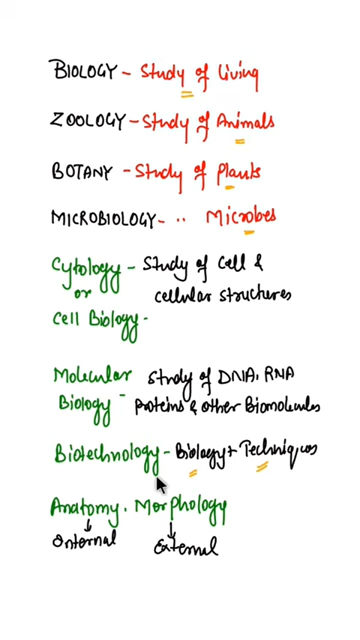 BIOLOGY - Study of Living
ZOOLOGY - Study of Animals
BOTANY - Study of Plants
MICROBIOLOGY - ,, Microbes
Cytology - Study of Cell &
or cellular structures
Cell Biology -
Molecular Study of DNA, RNA
Biology - Proteins & other Biomolecules
Biotechnology - Biology + Techniques
Anatomy. Morphology
Internal External